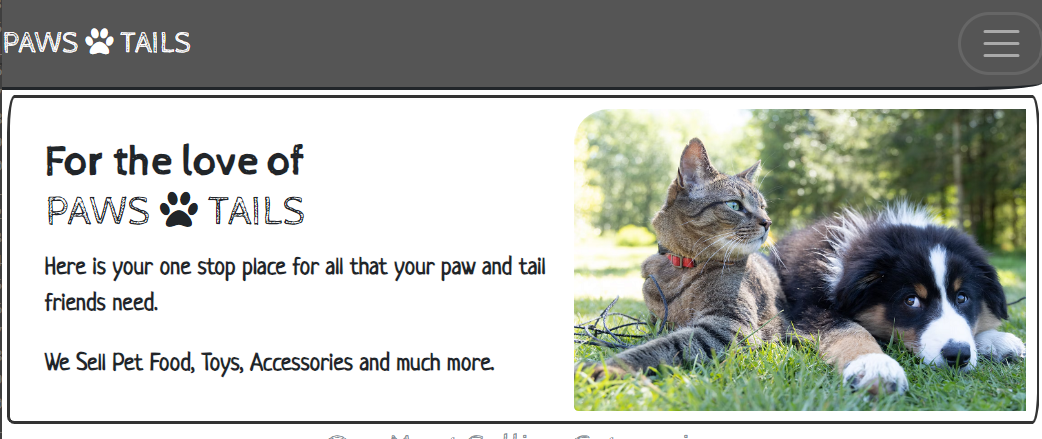 PAWS TAILS
For the love of
PAWS TAILS
Here is your one stop place for all that your paw and tail
friends need.
We Sell Pet Food, Toys, Accessories and much more.